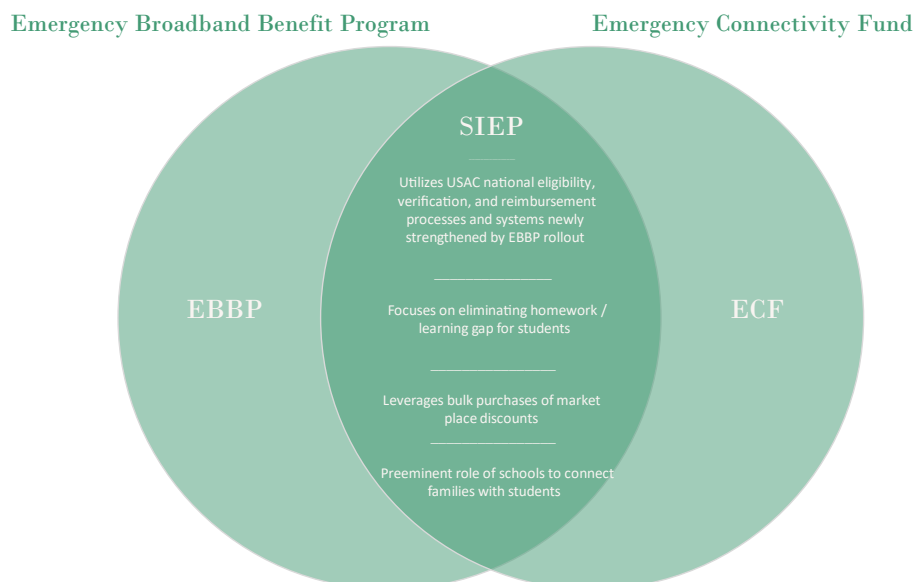 Emergency Broadband Benefit Program
Emergency Connectivity Fund
SIEP
Utilizes USAC national eligibility,
verification, and reimbursement
processes and systems newly
strengthened by EBBP rollout
EBBP
ECF
Focuses on eliminating homework /
learning gap for students
Leverages bulk purchases of market
place discounts
Preeminent role of schools to connect
families with students